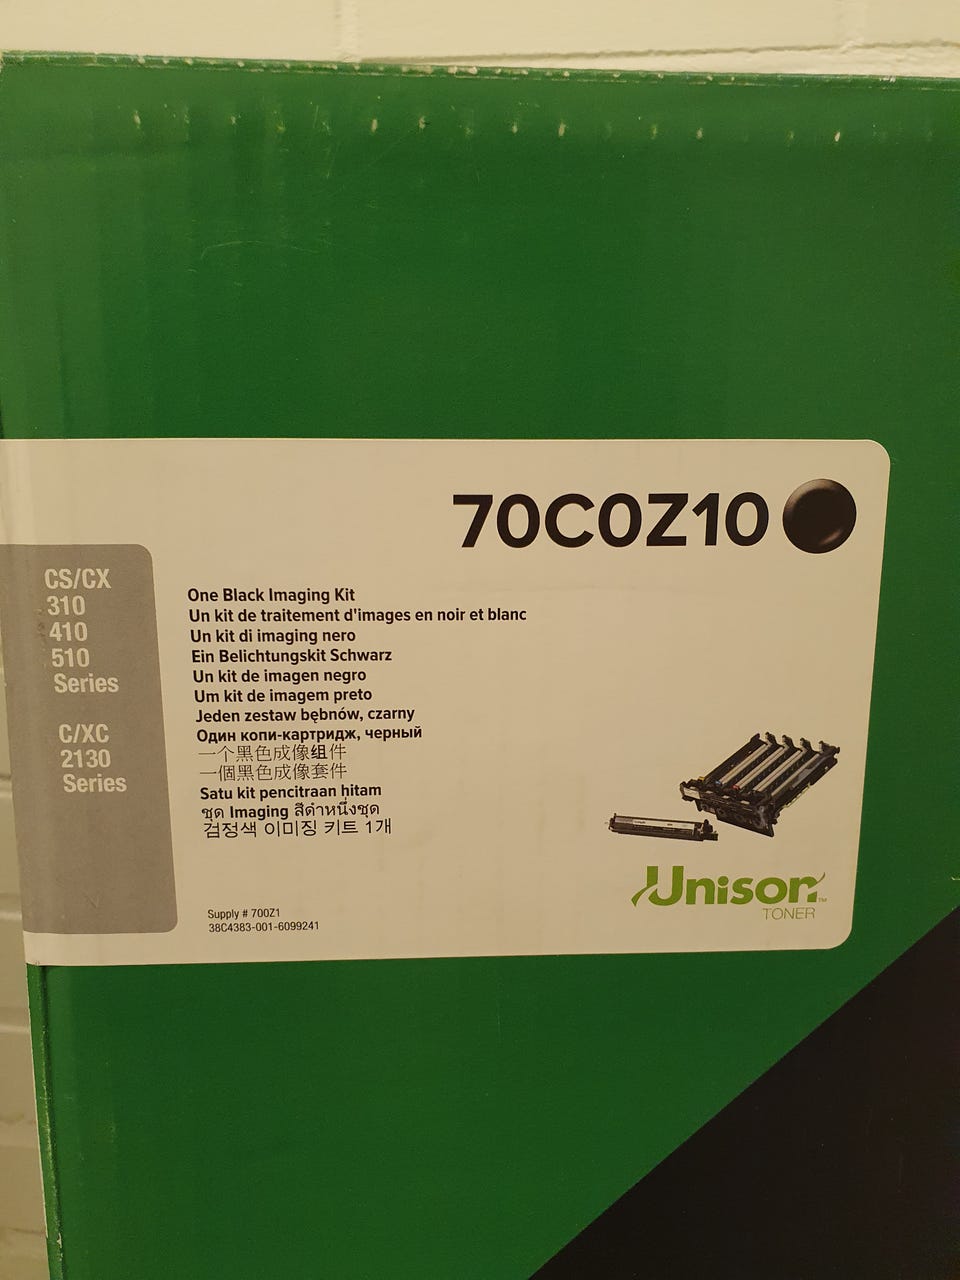 70C0Z10
CS/CX
310
410
510
Series
C/XC
2130
Series
One Black Imaging Kit
Un kit de traitement d'images en noir et blanc
Un kit di imaging nero
Ein Belichtungskit Schwarz
Un kit de imagen negro
Um kit de imagem preto
Jeden zestaw bębnów, czarny
Один копи-картридж, черный
一个黑色成像组件
一個黑色成像套件
Satu kit pencitraan hitam
ชุด Imaging สีดำหนึ่งชุด
검정색 이미징 키트 1개
Unison™
TONER
Supply # 700Z1
38C4383-001-6099241